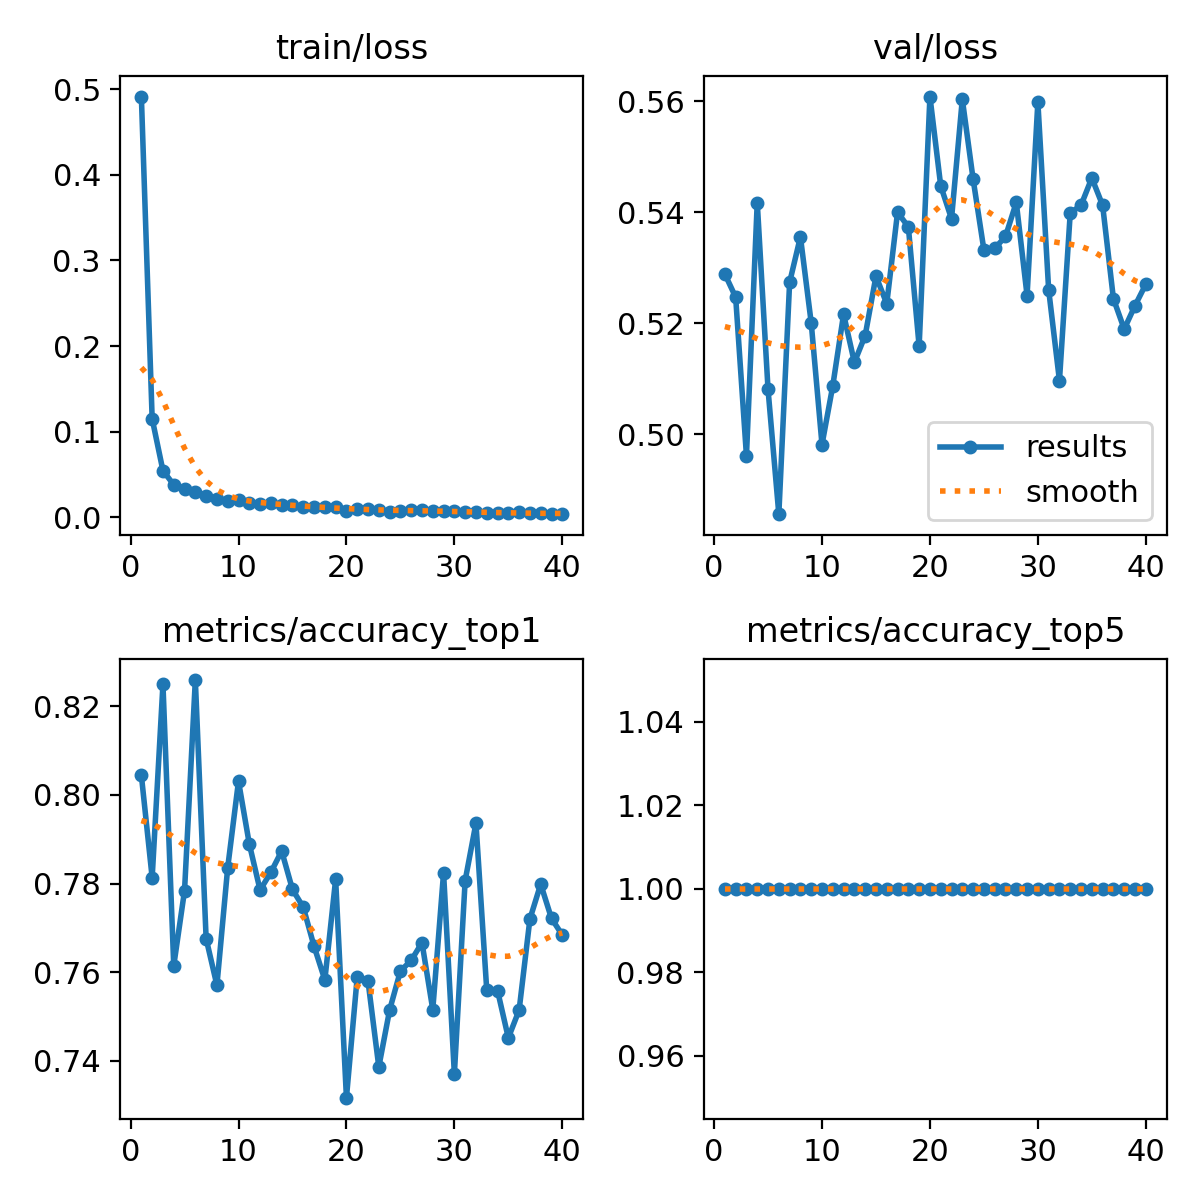 train/loss
0.5
0.4
0.3
0.2
0.1
0.0
0 10 20 30 40
val/loss
0.56
0.54
0.52
0.50
results
smooth
0 10 20 30 40
metrics/accuracy_top1
0.82
0.80
0.78
0.76
0.74
0 10 20 30 40
metrics/accuracy_top5
1.04
1.02
1.00
0.98
0.96
0 10 20 30 40